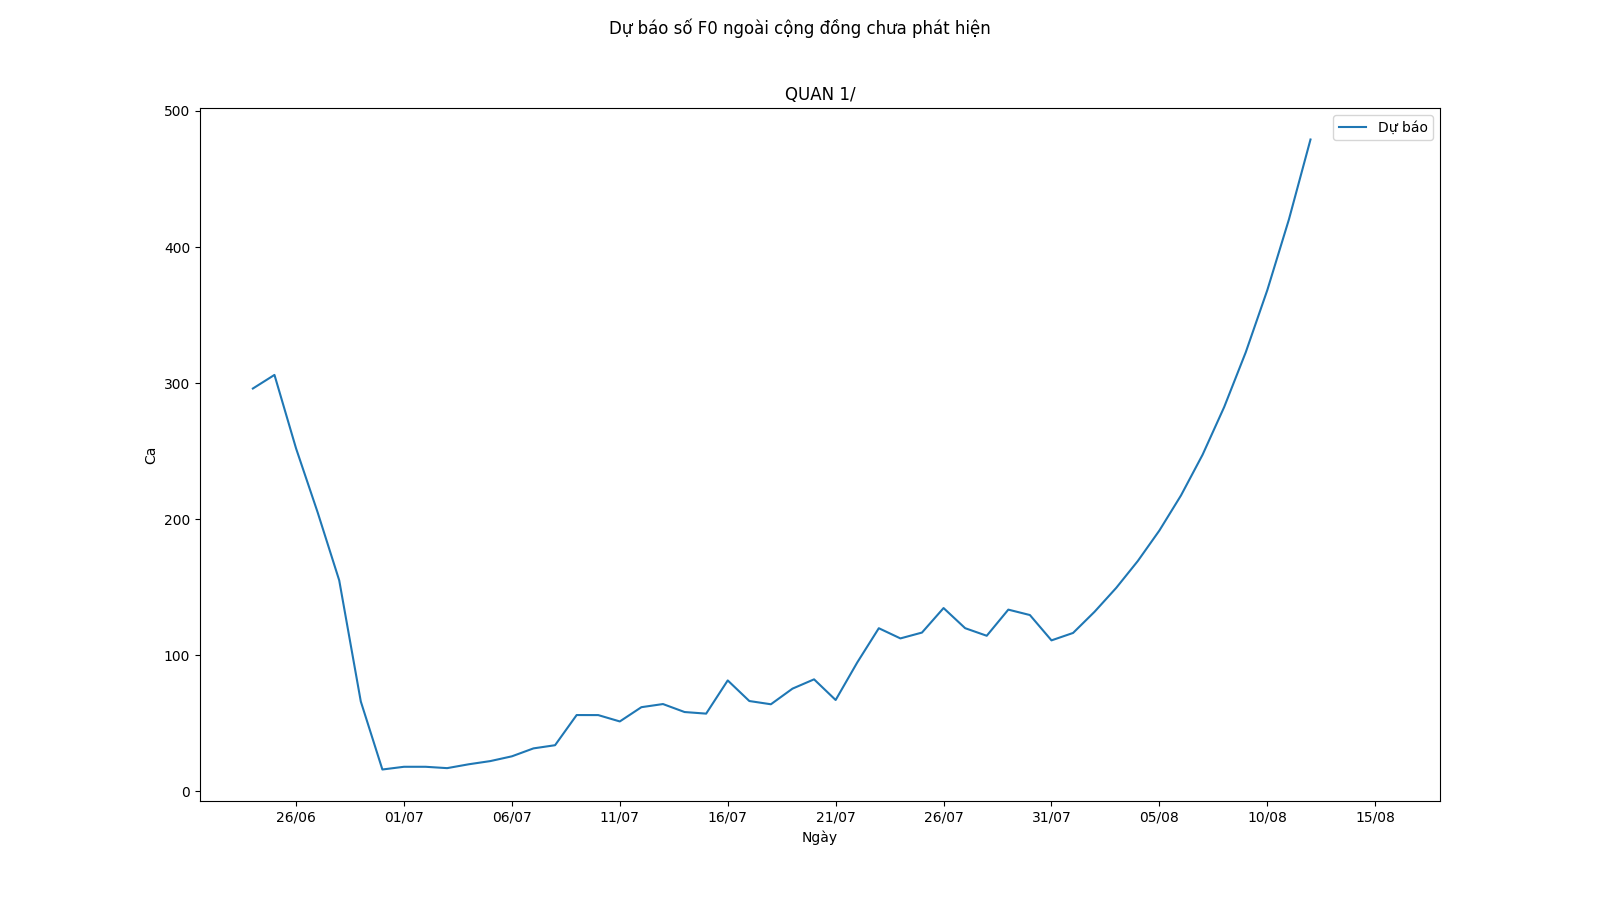 Dự báo số F0 ngoài cộng đồng chưa phát hiện
QUAN 1/
Dự báo
500
400
300
200
100
0
Ca
26/06 01/07 06/07 11/07 16/07 21/07 26/07 31/07 05/08 10/08 15/08
Ngày